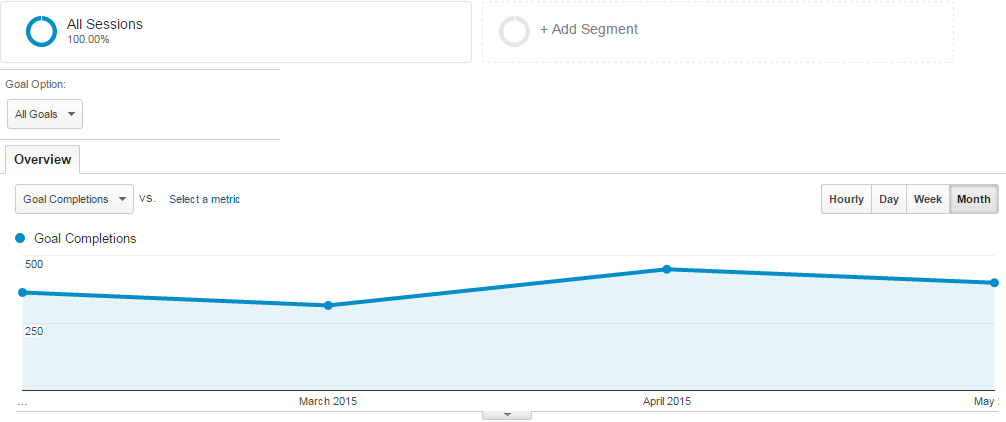 All Sessions
100.00%
+ Add Segment
Goal Option:
All Goals
Overview
Goal Completions vs. Select a metric
Hourly Day Week Month
Goal Completions
500
250
... March 2015 April 2015 May